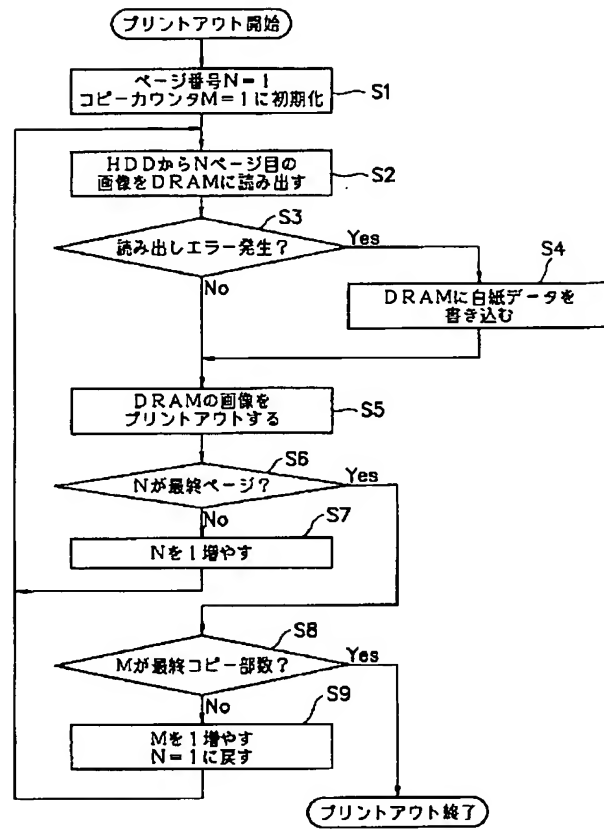 プリントアウト開始
ページ番号N＝1
コピーカウンタM＝1に初期化
S1
HDDからNページ目の
画像をDRAMに読み出す
S2
S3
読み出しエラー発生？
Yes
No
S4
DRAMに白紙データを
書き込む
DRAMの画像を
プリントアウトする
S5
S6
Nが最終ページ？
Yes
No
S7
Nを1増やす
S8
Mが最終コピー部数？
Yes
No
S9
Mを1増やす
N＝1に戻す
プリントアウト終了